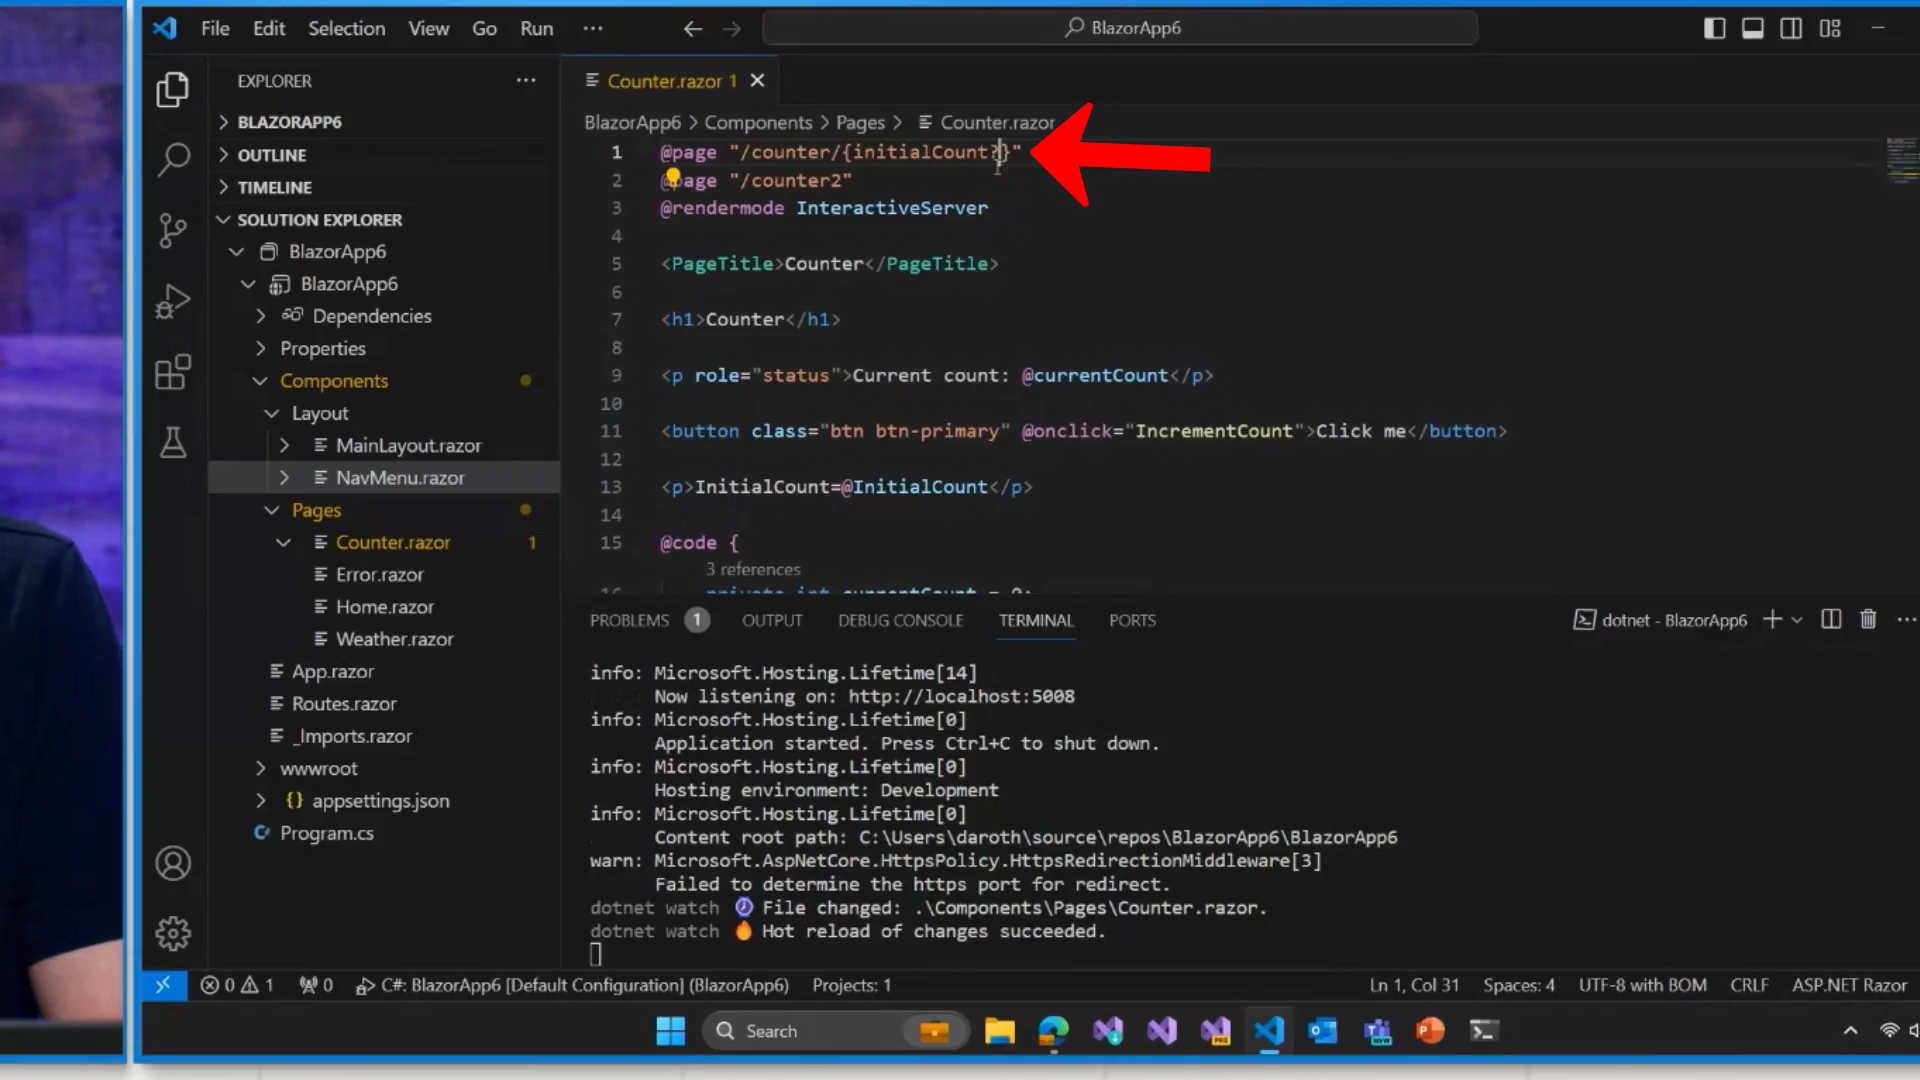 File Edit Selection View Go Run ···
BlazorApp6
EXPLORER
BLAZORAPP6
OUTLINE
TIMELINE
SOLUTION EXPLORER
BlazorApp6
BlazorApp6
Dependencies
Properties
Components
Layout
MainLayout.razor
NavMenu.razor
Pages
Counter.razor 1
Error.razor
Home.razor
Weather.razor
App.razor
Routes.razor
_Imports.razor
wwwroot
{} appsettings.json
Program.cs
Counter.razor 1
BlazorApp6 > Components > Pages > Counter.razor
1 @page "/counter/{initialCount?}"
2 @page "/counter2"
3 @rendermode InteractiveServer
4
5 <PageTitle>Counter</PageTitle>
6
7 <h1>Counter</h1>
8
9 <p role="status">Current count: @currentCount</p>
10
11 <button class="btn btn-primary" @onclick="IncrementCount">Click me</button>
12
13 <p>InitialCount=@InitialCount</p>
14
15 @code {
3 references
16 private int currentCount = 0;
PROBLEMS 1 OUTPUT DEBUG CONSOLE TERMINAL PORTS
dotnet - BlazorApp6
info: Microsoft.Hosting.Lifetime[14]
Now listening on: http://localhost:5008
info: Microsoft.Hosting.Lifetime[0]
Application started. Press Ctrl+C to shut down.
info: Microsoft.Hosting.Lifetime[0]
Hosting environment: Development
info: Microsoft.Hosting.Lifetime[0]
Content root path: C:\Users\daroth\source\repos\BlazorApp6\BlazorApp6
warn: Microsoft.AspNetCore.HttpsPolicy.HttpsRedirectionMiddleware[3]
Failed to determine the https port for redirect.
dotnet watch File changed: .\Components\Pages\Counter.razor.
dotnet watch Hot reload of changes succeeded.
0 1 0 C#: BlazorApp6 [Default Configuration] (BlazorApp6) Projects: 1
Ln 1, Col 31 Spaces: 4 UTF-8 with BOM CRLF ASP.NET Razor
Search